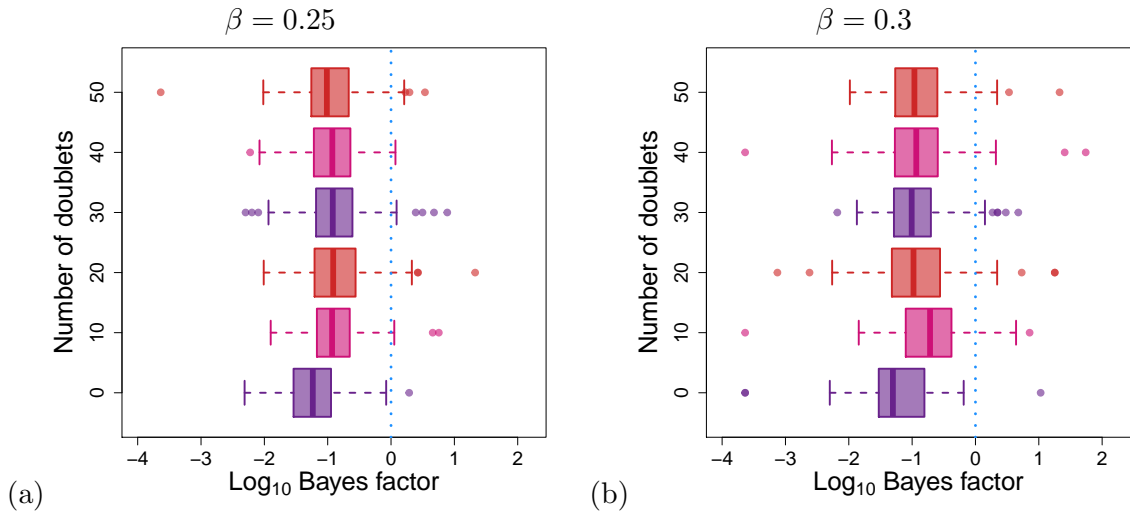 β = 0.25
Number of doublets
50
40
30
20
10
0
−4 −3 −2 −1 0 1 2
Log10 Bayes factor
(a)
β = 0.3
Number of doublets
50
40
30
20
10
0
−4 −3 −2 −1 0 1 2
Log10 Bayes factor
(b)